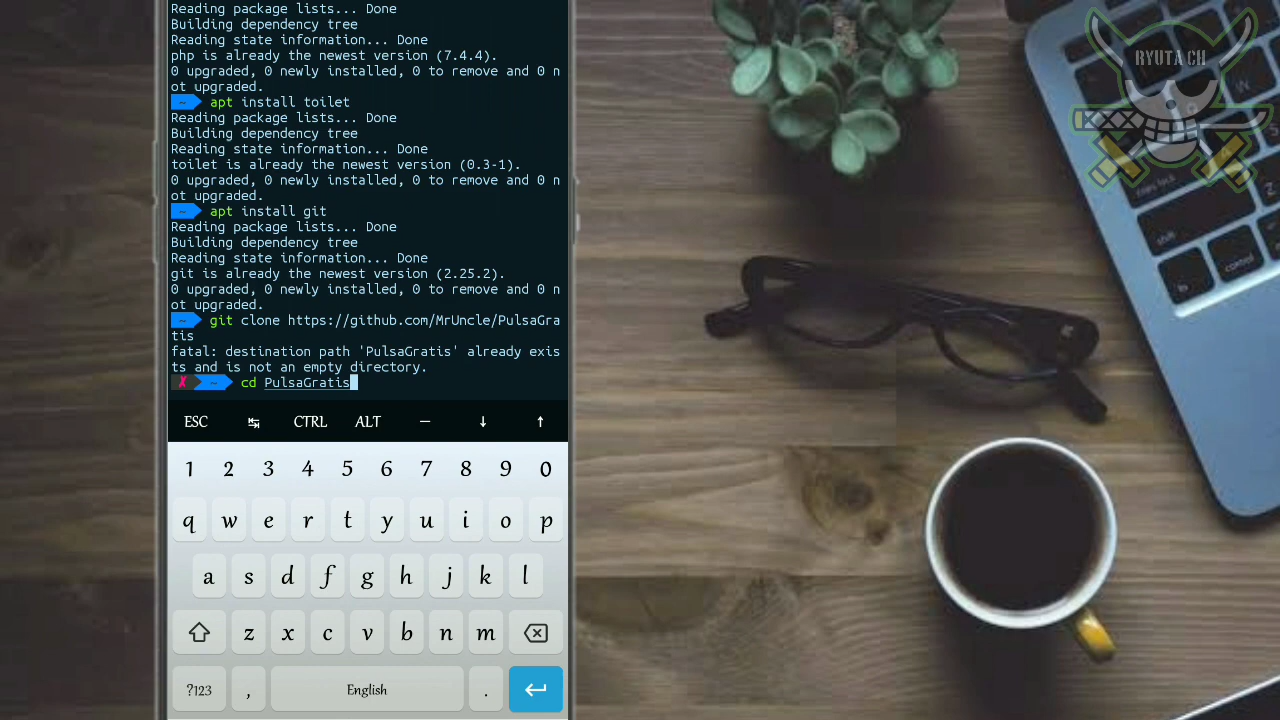 Reading package lists... Done
Building dependency tree
Reading state information... Done
php is already the newest version (7.4.4).
0 upgraded, 0 newly installed, 0 to remove and 0 n
ot upgraded.
~ apt install toilet
Reading package lists... Done
Building dependency tree
Reading state information... Done
toilet is already the newest version (0.3-1).
0 upgraded, 0 newly installed, 0 to remove and 0 n
ot upgraded.
~ apt install git
Reading package lists... Done
Building dependency tree
Reading state information... Done
git is already the newest version (2.25.2).
0 upgraded, 0 newly installed, 0 to remove and 0 n
ot upgraded.
~ git clone https://github.com/MrUncle/PulsaGra
tis
fatal: destination path 'PulsaGratis' already exis
ts and is not an empty directory.
✗ ~ cd PulsaGratis
ESC ↹ CTRL ALT — ↓ ↑
1 2 3 4 5 6 7 8 9 0
q w e r t y u i o p
a s d f g h j k l
z x c v b n m
?123 , English .
RYUTA CH
shift
fn
control